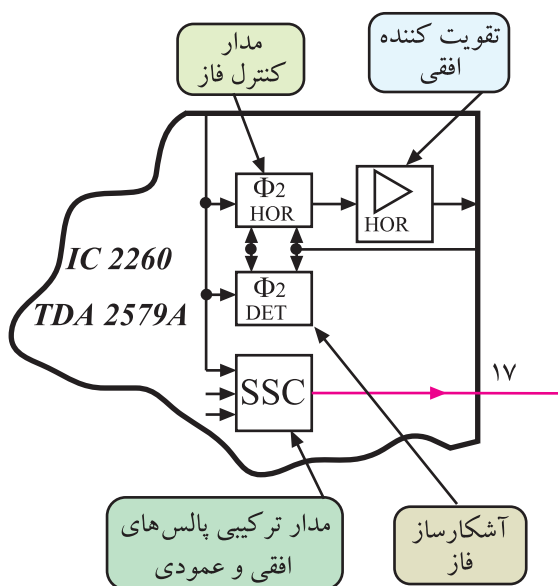 مدار
کنترل فاز
تقویت کننده
افقی
Φ2
HOR
HOR
IC 2260
TDA 2579A
Φ2
DET
SSC
۱۷
مدار ترکیبی پالس‌های
افقی و عمودی
آشکارساز
فاز